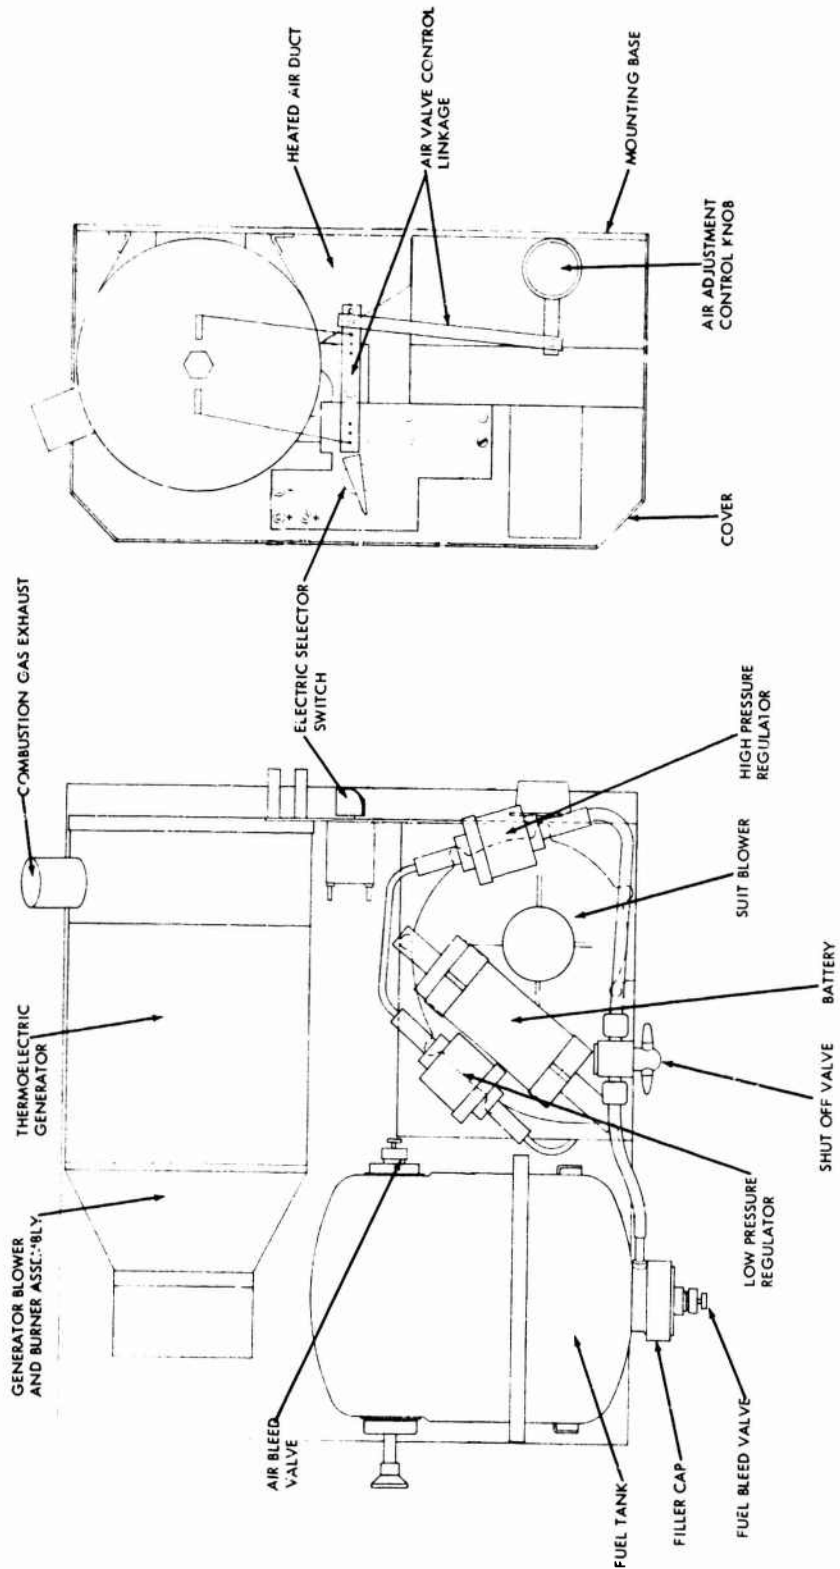 COMBUSTION GAS EXHAUST
THERMOELECTRIC
GENERATOR
GENERATOR BLOWER
AND BURNER ASSEMBLY
AIR BLEED
VALVE
ELECTRIC SELECTOR
SWITCH
FUEL TANK
FILLER CAP
FUEL BLEED VALVE
LOW PRESSURE
REGULATOR
SHUT OFF VALVE
BATTERY
SUIT BLOWER
HIGH PRESSURE
REGULATOR
HEATED AIR DUCT
AIR VALVE CONTROL
LINKAGE
COVER
AIR ADJUSTMENT
CONTROL KNOB
MOUNTING BASE